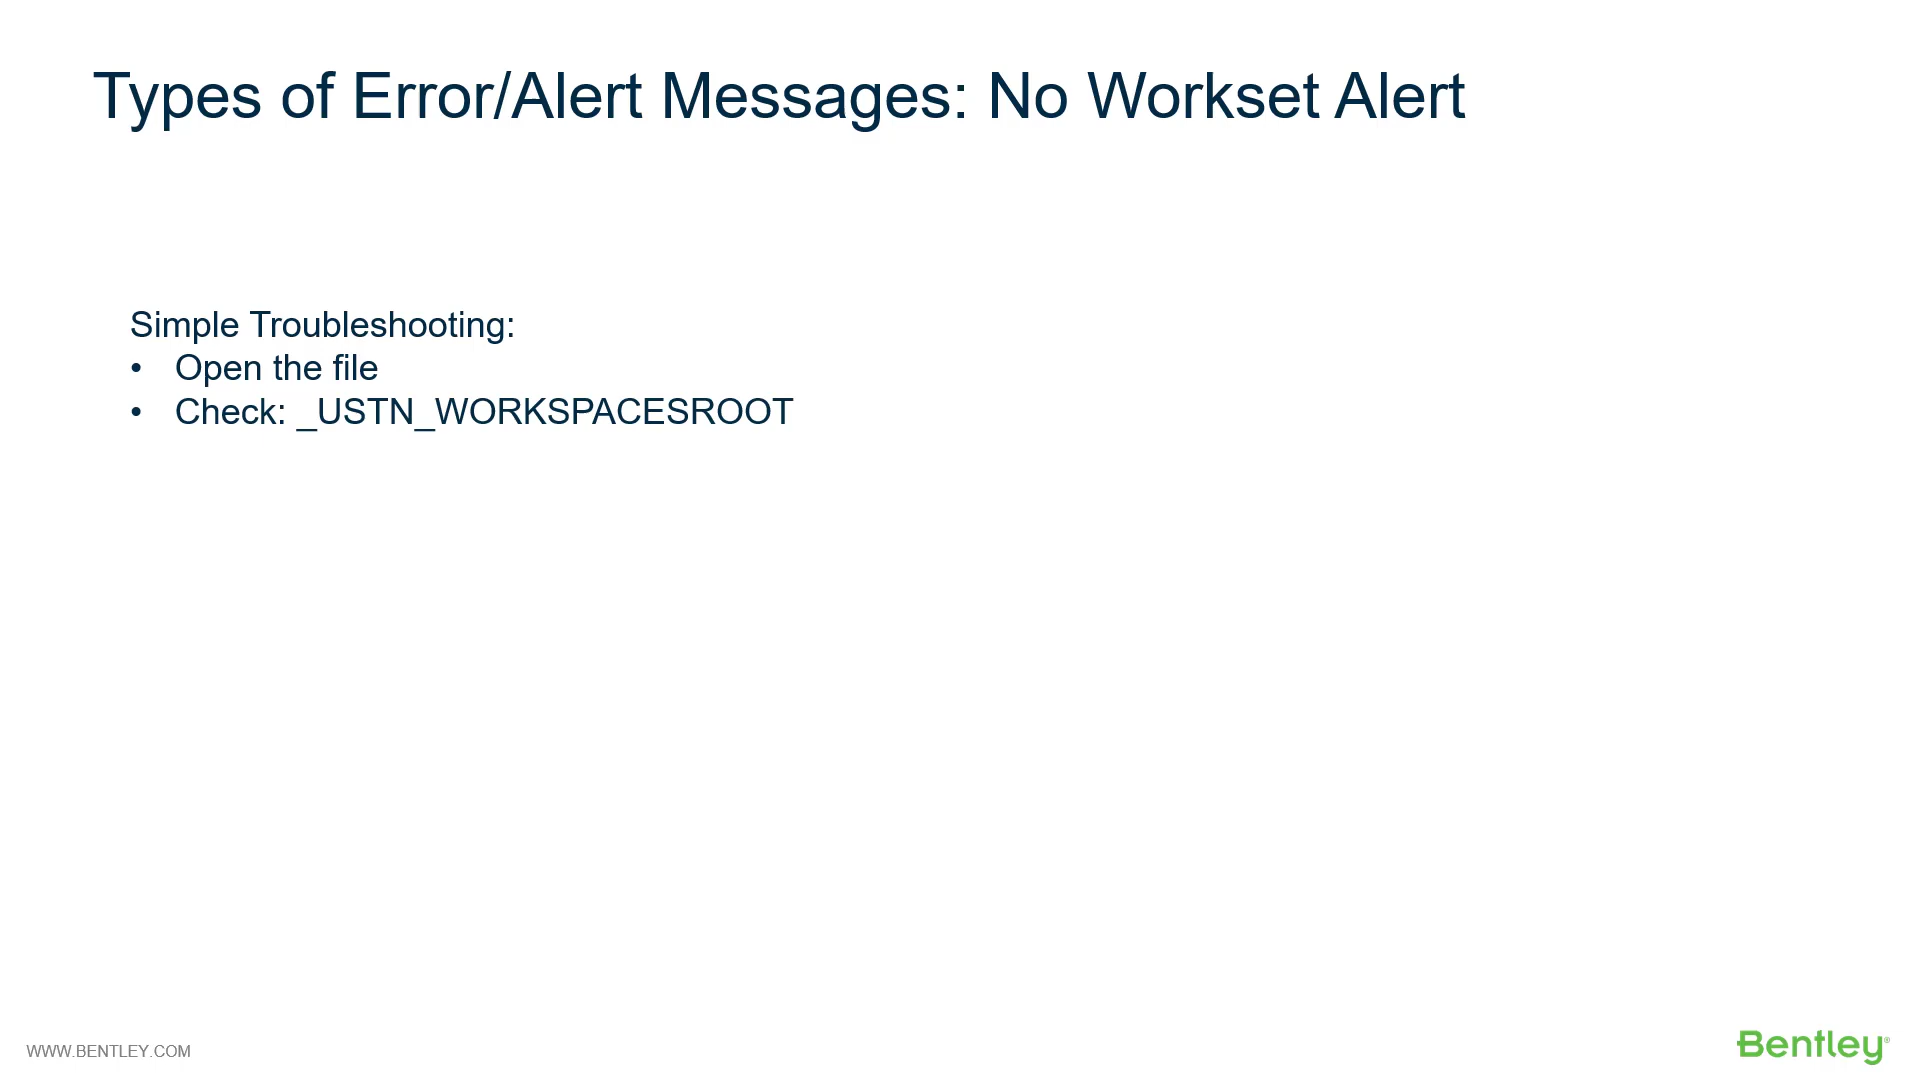 Types of Error/Alert Messages: No Workset Alert
Simple Troubleshooting:
• Open the file
• Check: _USTN_WORKSPACESROOT
WWW.BENTLEY.COM
Bentley®